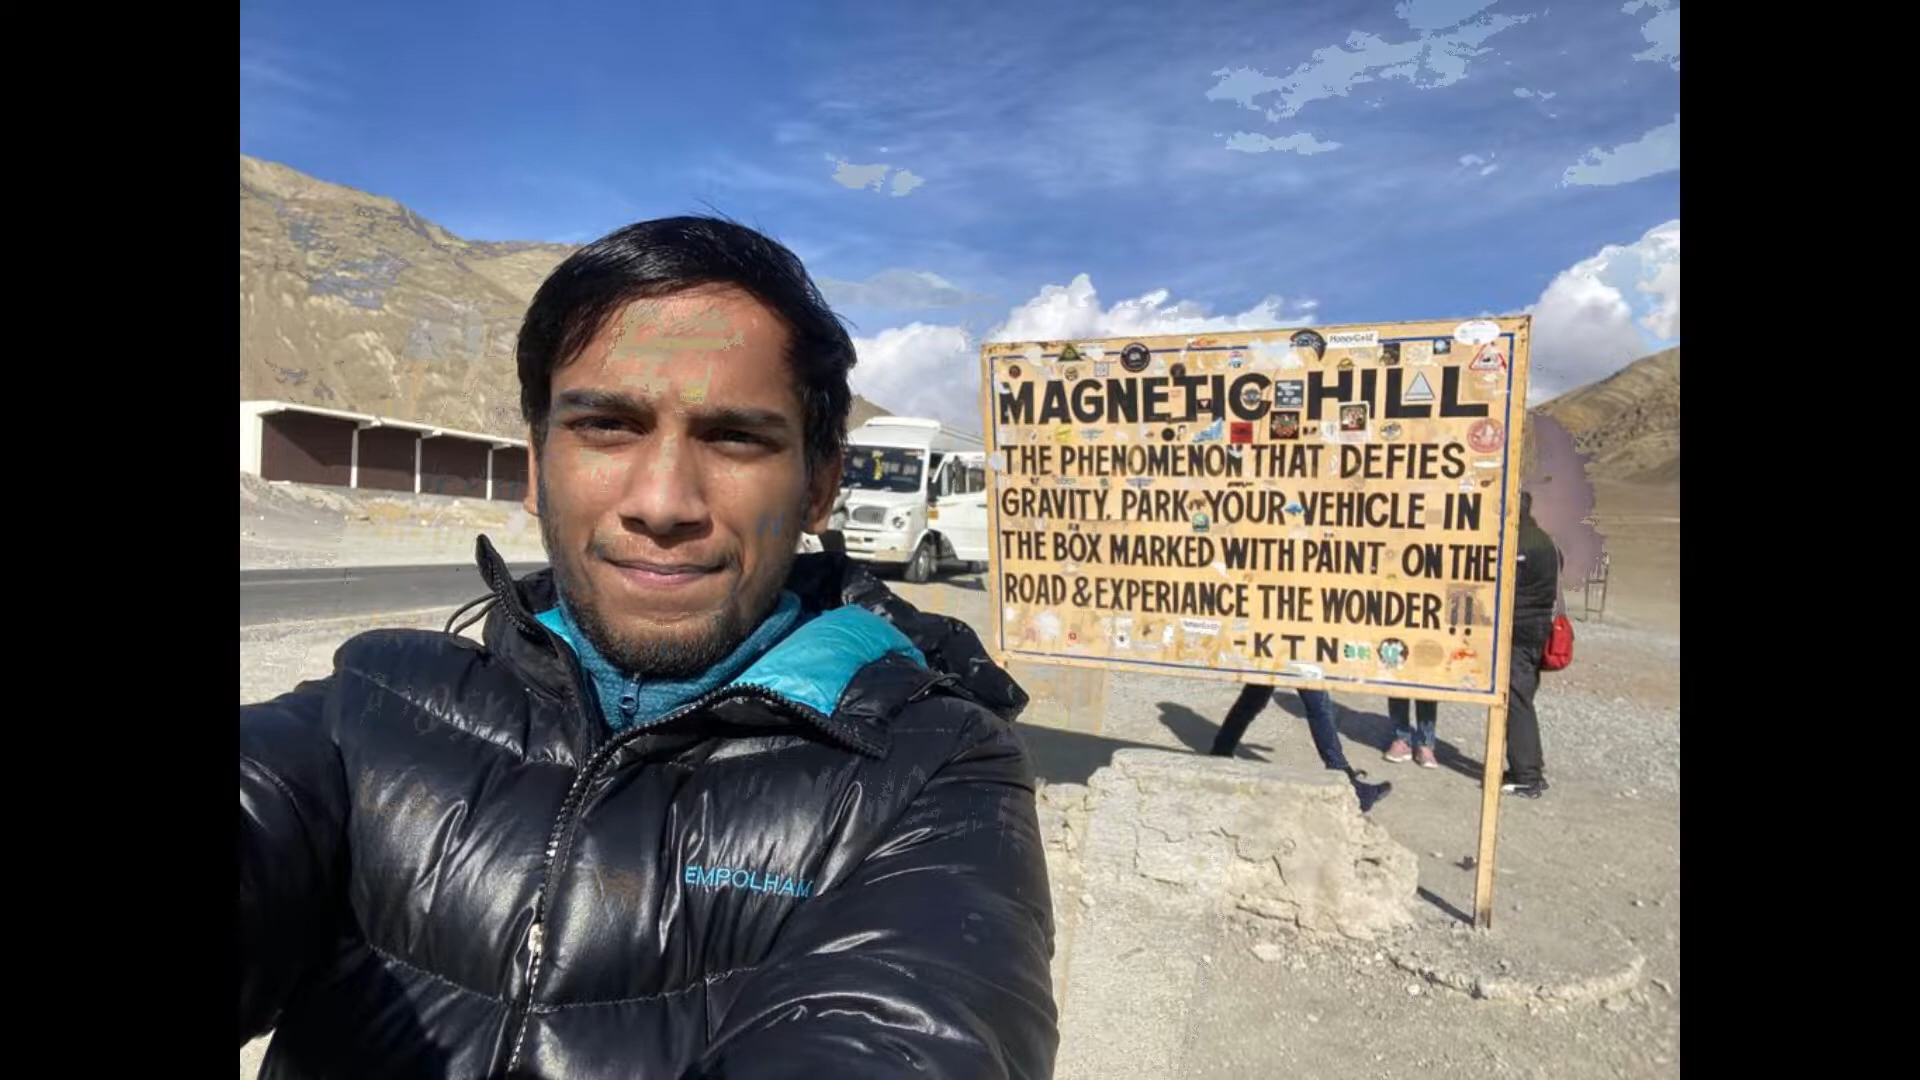 MAGNETIC HILL
THE PHENOMENON THAT DEFIES
GRAVITY. PARK YOUR VEHICLE IN
THE BOX MARKED WITH PAINT ON THE
ROAD & EXPERIANCE THE WONDER !!
-KTN
EMPOLHAM